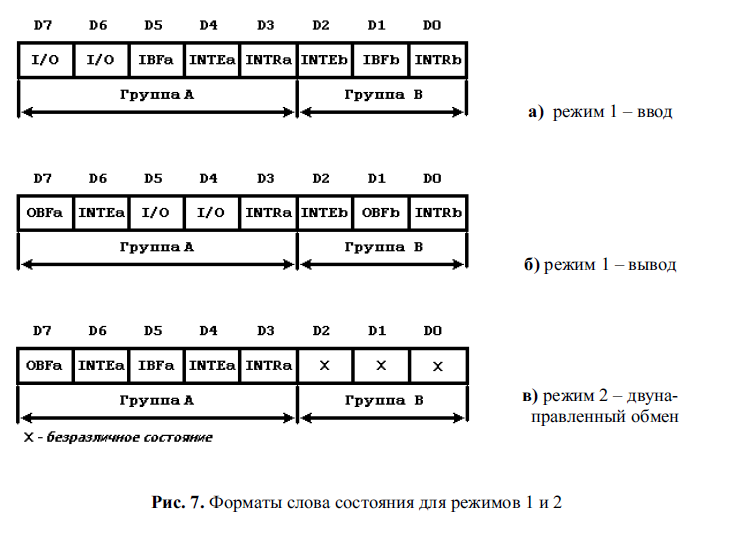 D7 D6 D5 D4 D3 D2 D1 D0
I/O I/O IBFa INTEa INTRa INTEb IBFb INTRb
Группа А Группа В
а) режим 1 – ввод
D7 D6 D5 D4 D3 D2 D1 D0
OBFa INTEa I/O I/O INTRa INTEb OBFb INTRb
Группа А Группа В
б) режим 1 – вывод
D7 D6 D5 D4 D3 D2 D1 D0
OBFa INTEa IBFa INTEa INTRa X X X
Группа А Группа В
в) режим 2 – двуна-
правленный обмен
X - безразличное состояние
Рис. 7. Форматы слова состояния для режимов 1 и 2